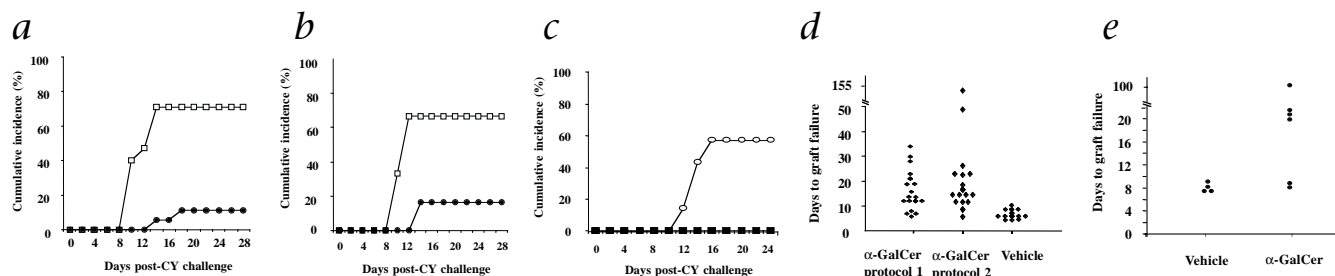 a
b
c
d
e
Cumulative incidence (%)
100
80
60
40
20
0
0 4 8 12 16 20 24 28
Days post-CY challenge
Cumulative incidence (%)
100
80
60
40
20
0
0 4 8 12 16 20 24 28
Days post-CY challenge
Cumulative incidence (%)
100
80
60
40
20
0
0 4 8 12 16 20 24
Days post-CY challenge
Days to graft failure
155
50
40
30
20
10
0
α-GalCer protocol 1
α-GalCer protocol 2
Vehicle
Days to graft failure
100
20
16
12
8
4
0
Vehicle
α-GalCer